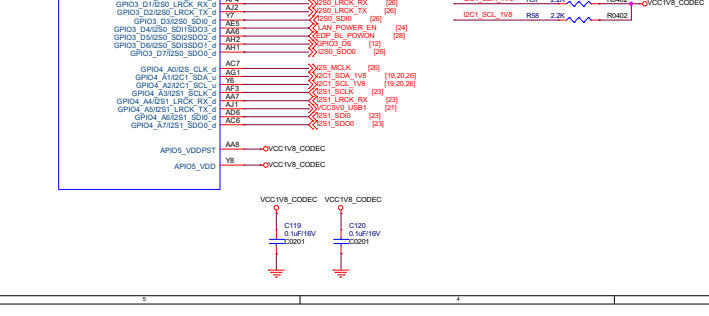 GPIO3_D1/I2S0_LRCK_RX_d I2S0_LRCK_RX [26]
GPIO3_D2/I2S0_LRCK_TX_d AJ2 I2S0_LRCK_TX [26]
GPIO3_D3/I2S0_SDI0_d Y7 I2S0_SDI0 [26]
GPIO3_D4/I2S0_SDI1SDO3_d AE5 LAN_POWER_EN [24]
GPIO3_D5/I2S0_SDI2SDO2_d AA6 EDP_BL_POWON [28]
GPIO3_D6/I2S0_SDI3SDO1_d AH2 GPIO3_D6 [12]
GPIO3_D7/I2S0_SDO0_d AH1 I2S0_SDO0 [26]
GPIO4_A0/I2S_CLK_d AC7 I2S_MCLK [26]
GPIO4_A1/I2C1_SDA_u AG1 I2C1_SDA_1V8 [19,20,26]
GPIO4_A2/I2C1_SCL_u Y6 I2C1_SCL_1V8 [19,20,26]
GPIO4_A3/I2S1_SCLK_d AF3 I2S1_SCLK [23]
GPIO4_A4/I2S1_LRCK_RX_d AA7 I2S1_LRCK_RX [23]
GPIO4_A5/I2S1_LRCK_TX_d AJ1 VCC5V0_USB1 [21]
GPIO4_A6/I2S1_SDI0_d AD6 I2S1_SDI0 [23]
GPIO4_A7/I2S1_SDO0_d AC6 I2S1_SDO0 [23]
APIO5_VDDPST AA8 VCC1V8_CODEC
APIO5_VDD Y8 VCC1V8_CODEC
VCC1V8_CODEC
I2C1_SCL_1V8 R58 2.2K R0402
VCC1V8_CODEC VCC1V8_CODEC
C119 C120
0.1uF/16V 0.1uF/16V
C0201 C0201
5 4